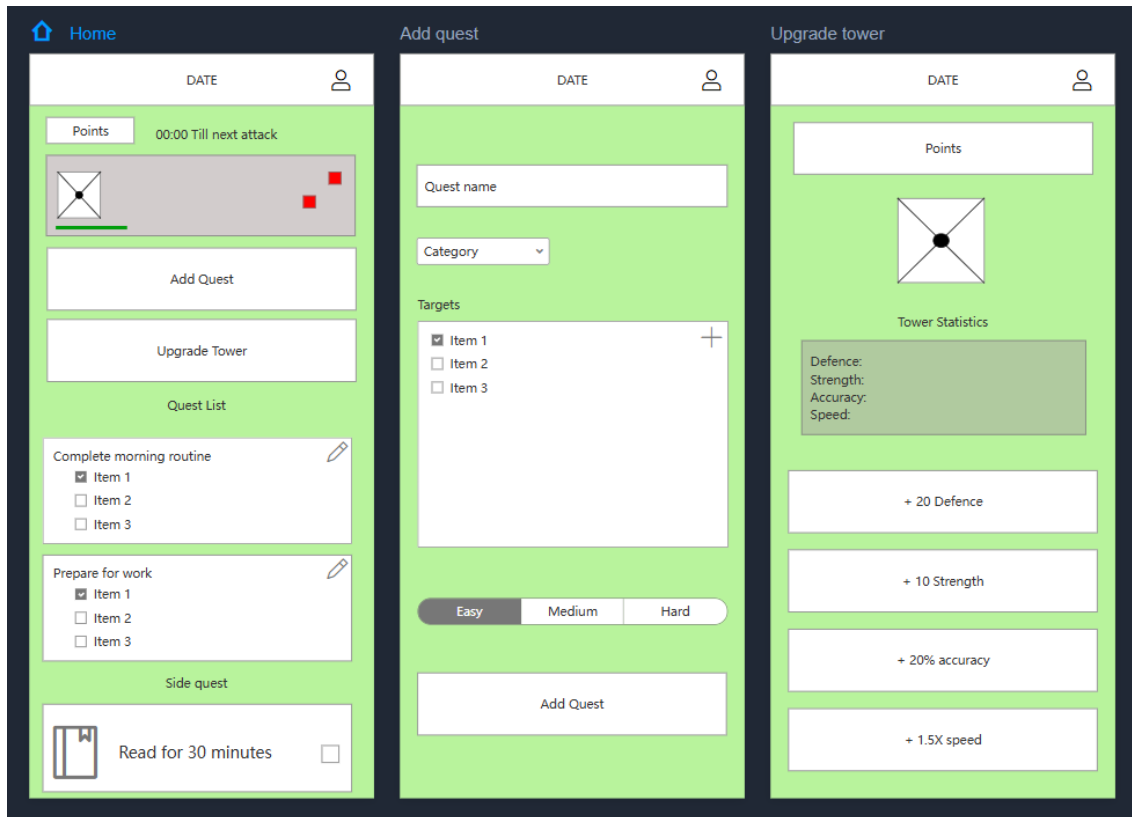 Home
DATE
Points
00:00 Till next attack
Add Quest
Upgrade Tower
Quest List
Complete morning routine
Item 1
Item 2
Item 3
Prepare for work
Item 1
Item 2
Item 3
Side quest
Read for 30 minutes
Add quest
DATE
Quest name
Category
Targets
Item 1
Item 2
Item 3
Easy Medium Hard
Add Quest
Upgrade tower
DATE
Points
Tower Statistics
Defence:
Strength:
Accuracy:
Speed:
+ 20 Defence
+ 10 Strength
+ 20% accuracy
+ 1.5X speed